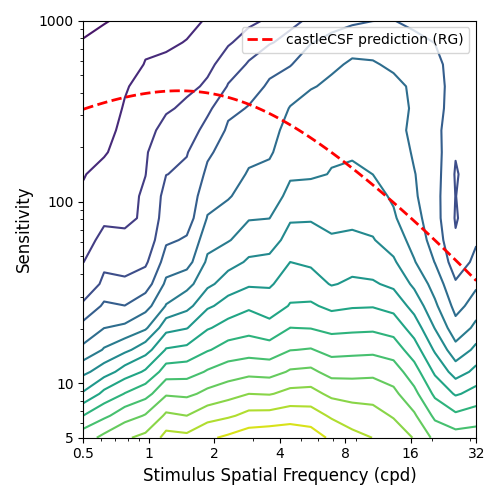 castleCSF prediction (RG)
1000
100
10
5
Sensitivity
0.5 1 2 4 8 16 32
Stimulus Spatial Frequency (cpd)